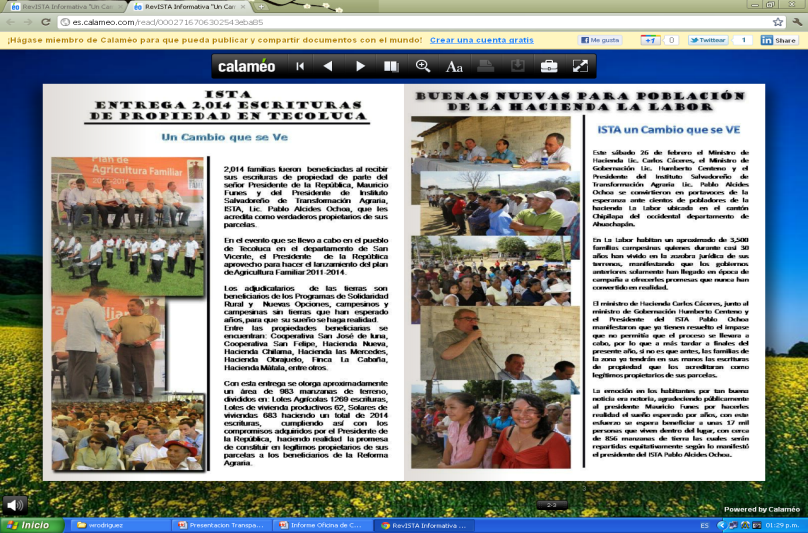 RevISTA Informativa "Un Car
RevISTA Informativa "Un Cam
es.calameo.com/read/0002716706302543eba85
¡Hágase miembro de Calaméo para que pueda publicar y compartir documentos con el mundo! Crear una cuenta gratis
Me gusta
+1
0
Twittear
1
Share
calaméo
Aa
ISTA
ENTREGA 2,014 ESCRITURAS
DE PROPIEDAD EN TECOLUCA
Un Cambio que se Ve
Plan de
Agricultura Familiar
2,014 familias fueron beneficiadas al recibir
sus escrituras de propiedad de parte del
señor Presidente de la República, Mauricio
Funes y del Presidente de Instituto
Salvadoreño de Transformación Agraria,
ISTA, Lic. Pablo Alcides Ochoa, que les
acredita como verdaderos propietarios de sus
parcelas.
En el evento que se llevo a cabo en el pueblo
de Tecoluca en el departamento de San
Vicente, el Presidente de la República
aprovecho para hacer el lanzamiento del plan
de Agricultura Familiar 2011-2014.
Los adjudicatarios de las tierras son
beneficiarios de los Programas de Solidaridad
Rural y Nuevas Opciones, campesinos y
campesinas sin tierras que han esperado
años, para que su sueño se haga realidad.
Entre las propiedades beneficiarias se
encuentran: Cooperativa San José de luna,
Cooperativa San Felipe, Hacienda Nueva,
Hacienda Chilama, Hacienda las Mercedes,
Hacienda Obrajuelo, Finca La Cabaña,
Hacienda Mátala, entre otros.
Con esta entrega se otorga aproximadamente
un área de 983 manzanas de terreno,
divididos en: Lotes Agrícolas 1269 escrituras,
Lotes de vivienda productivos 62, Solares de
viviendas 683 haciendo un total de 2014
escrituras, cumpliendo así con los
compromisos adquiridos por el Presidente de
la República, haciendo realidad la promesa
de constituir en legítimos propietarios de sus
parcelas a los beneficiarios de la Reforma
Agraria.
BUENAS NUEVAS PARA POBLACIÓN
DE LA HACIENDA LA LABOR
ISTA un Cambio que se VE
Este sábado 26 de febrero el Ministro de
Hacienda Lic. Carlos Cáceres, el Ministro de
Gobernación Lic. Humberto Centeno y el
Presidente del Instituto Salvadoreño de
Transformación Agraria Lic. Pablo Alcides
Ochoa se convirtieron en portavoces de la
esperanza ante cientos de pobladores de la
hacienda La Labor ubicada en el cantón
Chipilapa del occidental departamento de
Ahuachapán.
En La Labor habitan un aproximado de 3,500
familias campesinas quienes durante casi 30
años han vivido en la zozobra jurídica de sus
terrenos, manifestando que los gobiernos
anteriores solamente han llegado en época de
campaña a ofrecerles promesas que nunca han
convertido en realidad.
El ministro de Hacienda Carlos Cáceres, junto al
ministro de Gobernación Humberto Centeno y
el Presidente del ISTA Pablo Ochoa
manifestaron que ya tienen resuelto el impase
que no permitía que el proceso se llevara a
cabo, por lo que a más tardar a finales del
presente año, si no es que antes, las familias de
la zona ya tendrán en sus manos las escrituras
de propiedad que los acreditaran como
legítimos propietarios de sus parcelas.
La emoción en los habitantes por tan buena
noticia era notoria, agradeciendo públicamente
al presidente Mauricio Funes por hacerles
realidad el sueño esperado por años, con este
esfuerzo se espera beneficiar a unas 17 mil
personas que viven dentro del lugar, con cerca
de 856 manzanas de tierra las cuales serán
repartidas equitativamente según lo manifestó
el presidente del ISTA Pablo Alcides Ochoa.
2-3
Powered by Calaméo
Inicio
verodriguez
Presentacion Transpa...
Informe Oficina de C...
RevISTA Informativa ...
ES
01:29 p.m.